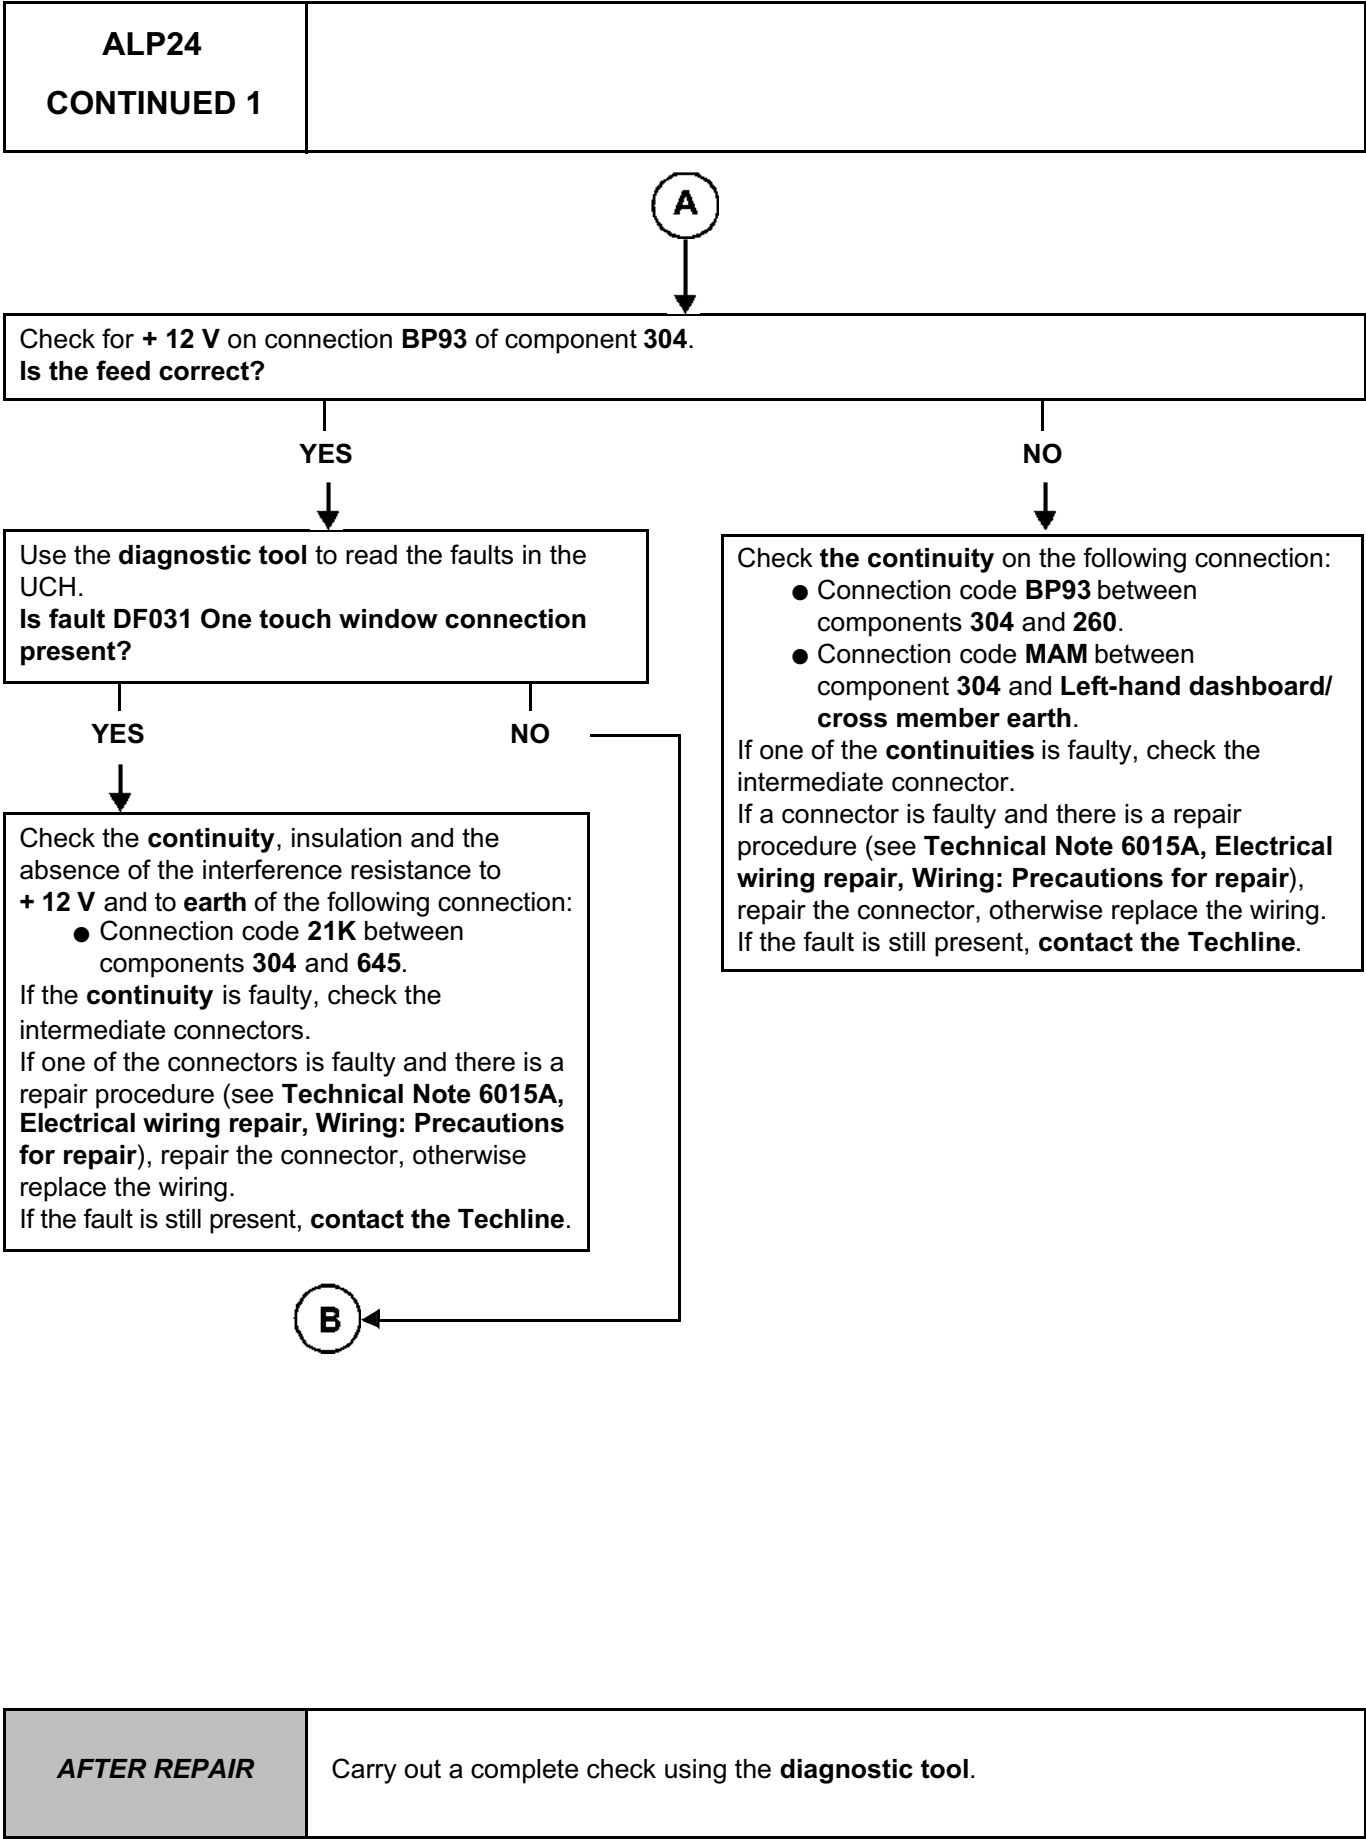 ALP24
CONTINUED 1
A
Check for + 12 V on connection BP93 of component 304.
Is the feed correct?
YES
NO
Use the diagnostic tool to read the faults in the
UCH.
Is fault DF031 One touch window connection
present?
Check the continuity on the following connection:
● Connection code BP93 between
components 304 and 260.
● Connection code MAM between
component 304 and Left-hand dashboard/
cross member earth.
If one of the continuities is faulty, check the
intermediate connector.
If a connector is faulty and there is a repair
procedure (see Technical Note 6015A, Electrical
wiring repair, Wiring: Precautions for repair),
repair the connector, otherwise replace the wiring.
If the fault is still present, contact the Techline.
YES
NO
Check the continuity, insulation and the
absence of the interference resistance to
+ 12 V and to earth of the following connection:
● Connection code 21K between
components 304 and 645.
If the continuity is faulty, check the
intermediate connectors.
If one of the connectors is faulty and there is a
repair procedure (see Technical Note 6015A,
Electrical wiring repair, Wiring: Precautions
for repair), repair the connector, otherwise
replace the wiring.
If the fault is still present, contact the Techline.
B
AFTER REPAIR
Carry out a complete check using the diagnostic tool.